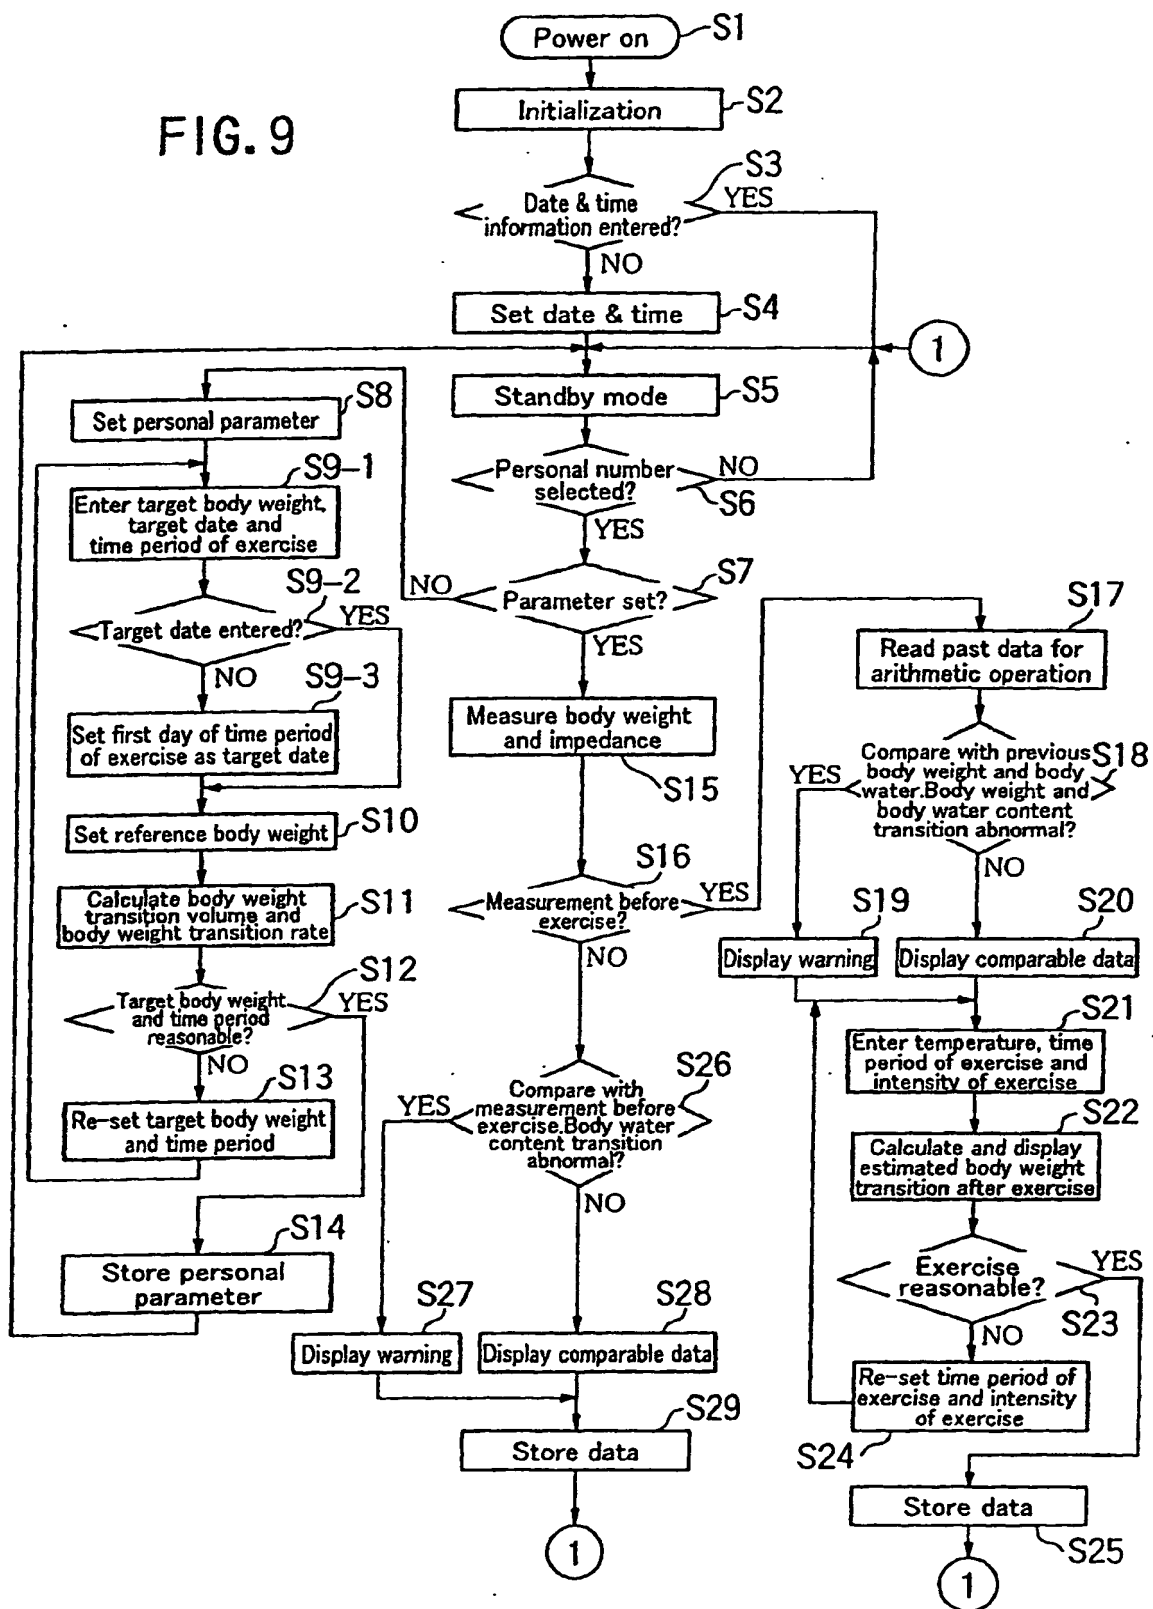 FIG. 9
Power on
S1
Initialization
S2
Date & time
information entered?
S3
YES
NO
Set date & time
S4
1
Standby mode
S5
Personal number
selected?
S6
NO
YES
Parameter set?
S7
NO
YES
Set personal parameter
S8
Enter target body weight,
target date and
time period of exercise
S9-1
Target date entered?
S9-2
YES
NO
Set first day of time period
of exercise as target date
S9-3
Set reference body weight
S10
Calculate body weight
transition volume and
body weight transition rate
S11
Target body weight
and time period
reasonable?
S12
YES
NO
Re-set target body weight
and time period
S13
Store personal
parameter
S14
Measure body weight
and impedance
S15
Measurement before
exercise?
S16
YES
NO
Read past data for
arithmetic operation
S17
Compare with previous
body weight and body
water.Body weight and
body water content
transition abnormal?
S18
YES
NO
Display warning
S19
Display comparable data
S20
Enter temperature, time
period of exercise and
intensity of exercise
S21
Calculate and display
estimated body weight
transition after exercise
S22
Exercise
reasonable?
S23
YES
NO
Re-set time period of
exercise and intensity
of exercise
S24
Store data
S25
1
Compare with
measurement before
exercise.Body water
content transition
abnormal?
S26
YES
NO
Display warning
S27
Display comparable data
S28
Store data
S29
1